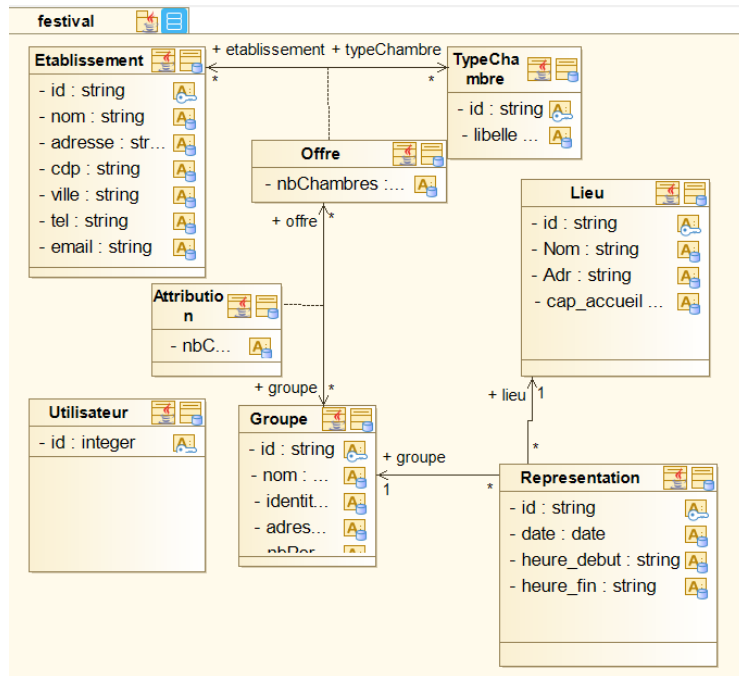 festival
+ etablissement + typeChambre
Etablissement
- id : string
- nom : string
- adresse : str...
- cdp : string
- ville : string
- tel : string
- email : string
*
*
TypeCha
mbre
- id : string
- libelle ...
Offre
- nbChambres :...
+ offre
*
Attributio
n
- nbC...
+ groupe
*
Lieu
- id : string
- Nom : string
- Adr : string
- cap_accueil ...
+ lieu
1
*
Utilisateur
- id : integer
Groupe
- id : string
- nom : ...
- identit...
- adres...
- nbPer
+ groupe
1
*
Representation
- id : string
- date : date
- heure_debut : string
- heure_fin : string